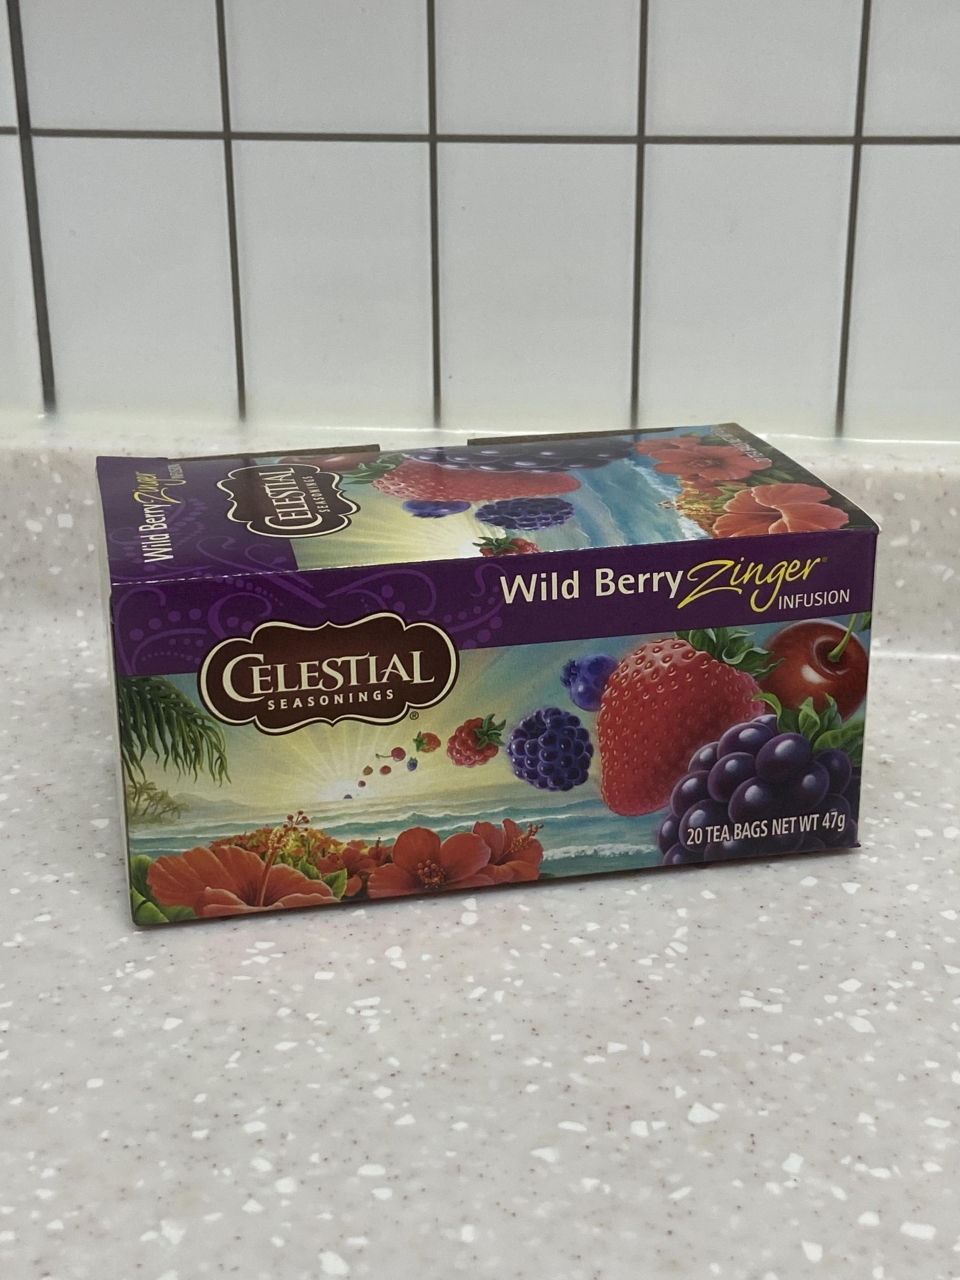 Wild Berry Zinger
INFUSION
CELESTIAL
SEASONINGS
Wild Berry Zinger®
INFUSION
CELESTIAL
SEASONINGS®
20 TEA BAGS NET WT 47g